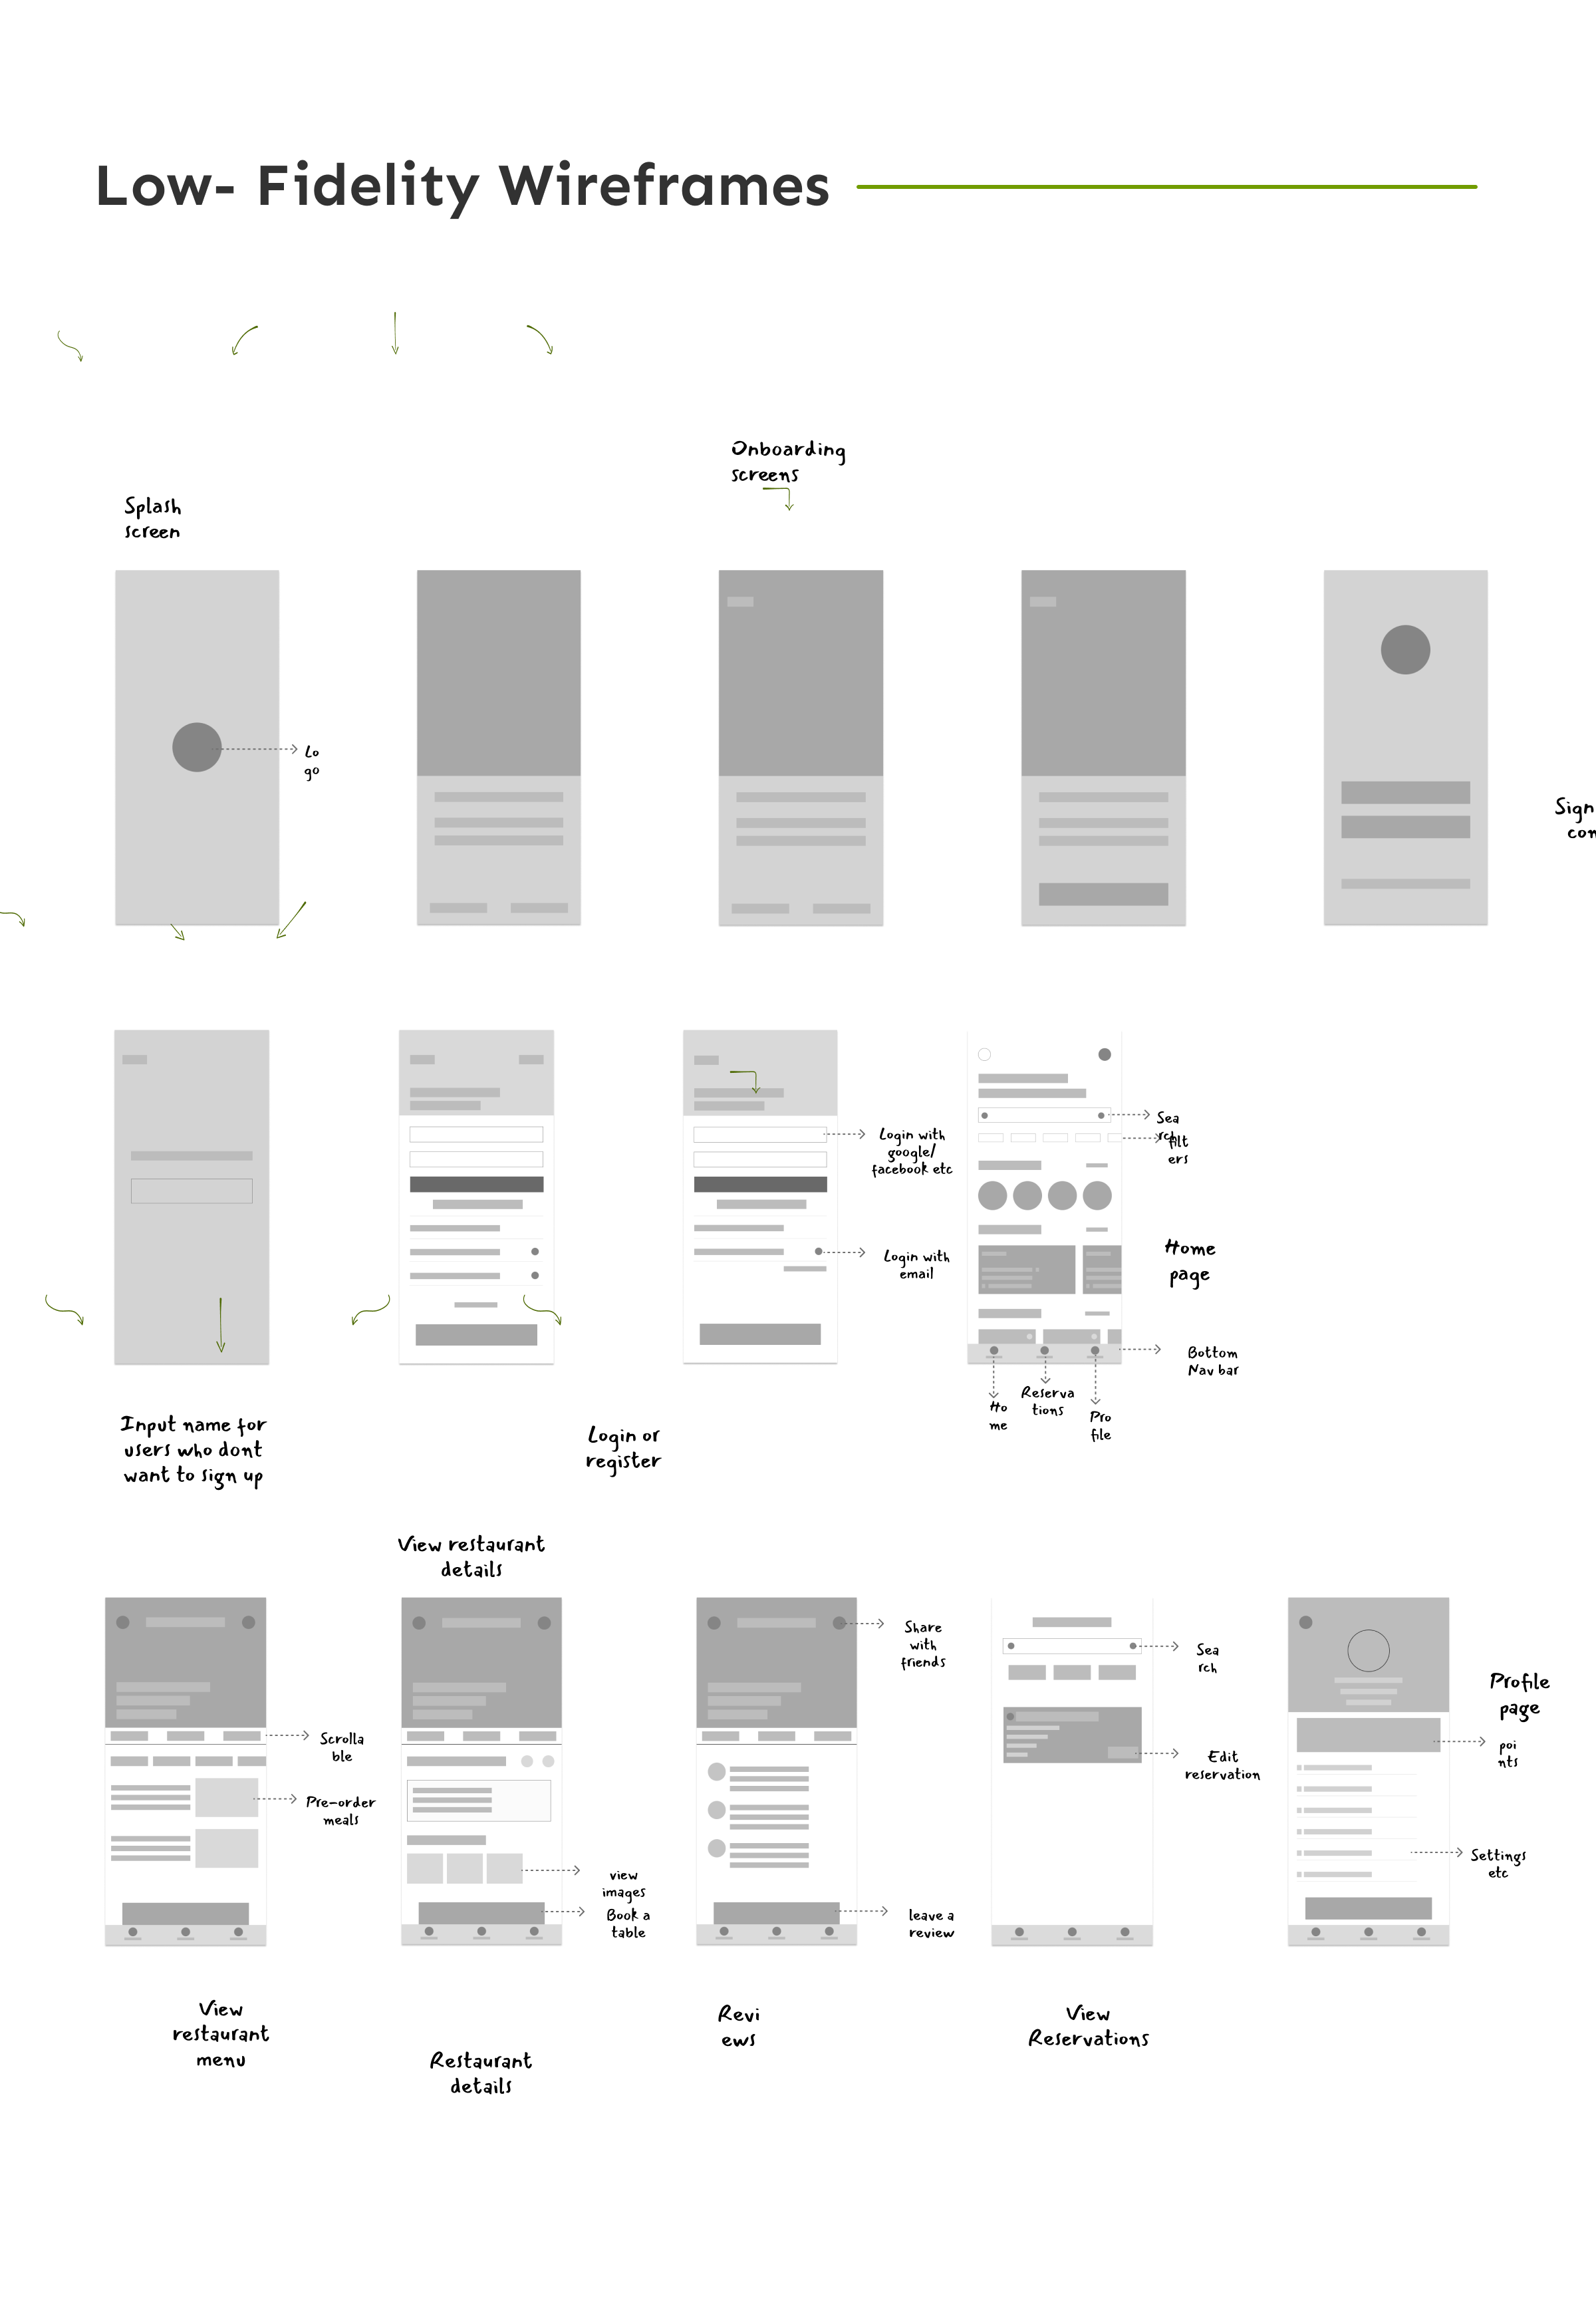 Low- Fidelity Wireframes
Onboarding
screens
Splash
screen
Lo
go
Sign
con
Sea
rch
filt
ers
Login with
google/
facebook etc
Login with
email
Home
page
Bottom
Nav bar
Ho
me
Reserva
tions
Pro
file
Input name for
users who dont
want to sign up
Login or
register
View restaurant
details
Share
with
friends
Sea
rch
Profile
page
Scrolla
ble
poi
nts
Edit
reservation
Pre-order
meals
Settings
etc
view
images
Book a
table
leave a
review
View
restaurant
menu
Revi
ews
View
Reservations
Restaurant
details